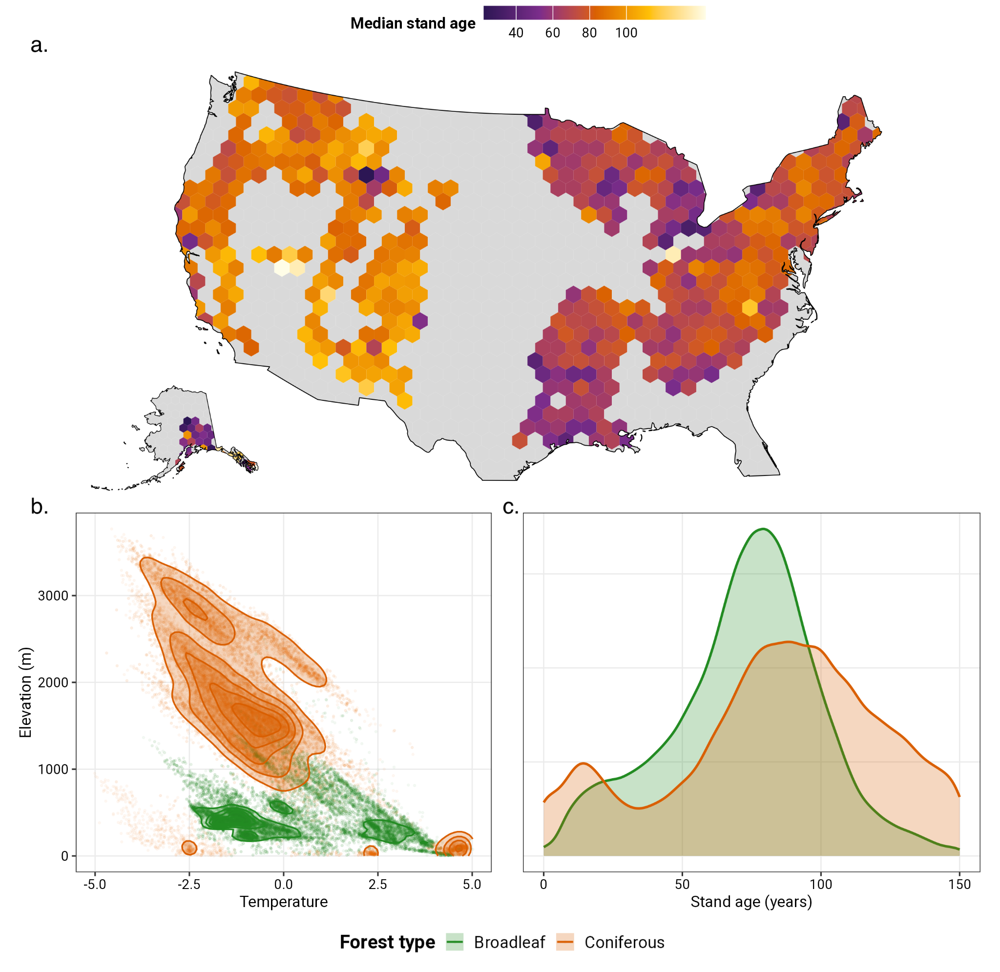 Median stand age
40 60 80 100
a.
b.
c.
3000
2000
1000
0
Elevation (m)
-5.0 -2.5 0.0 2.5 5.0
Temperature
0 50 100 150
Stand age (years)
Forest type Broadleaf Coniferous